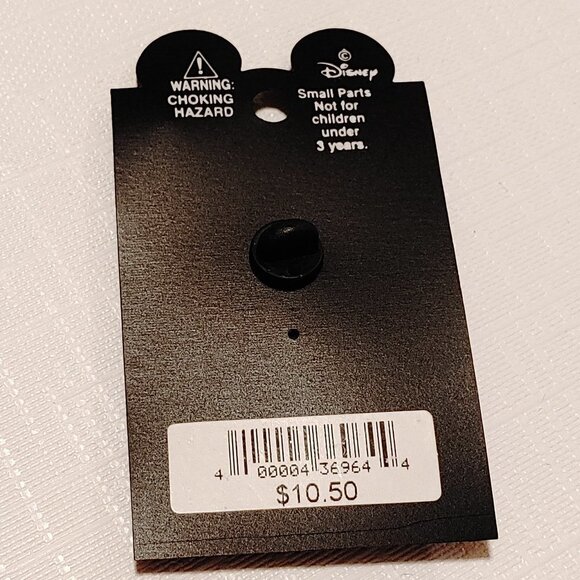 WARNING:
CHOKING
HAZARD
©
Disney
Small Parts
Not for
children
under
3 years.
4 00004 36964 4
$10.50